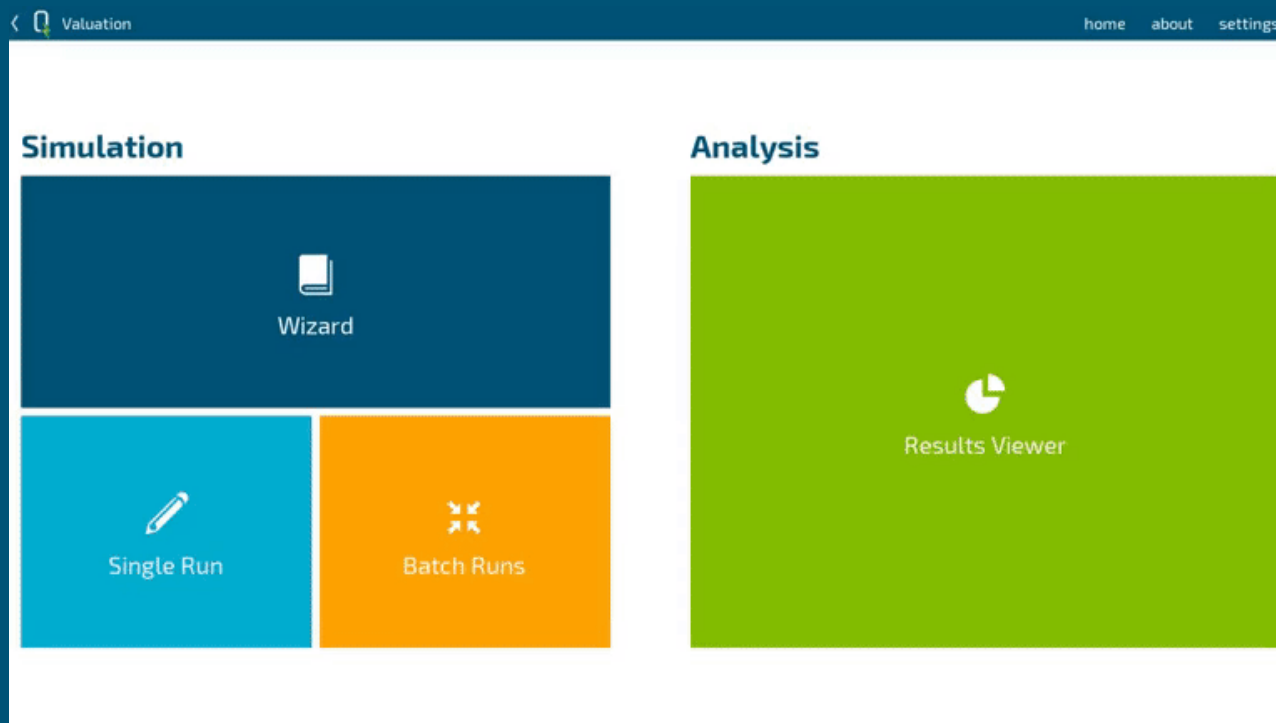 Valuation
home about settings
Simulation
Analysis
Wizard
Results Viewer
Single Run
Batch Runs